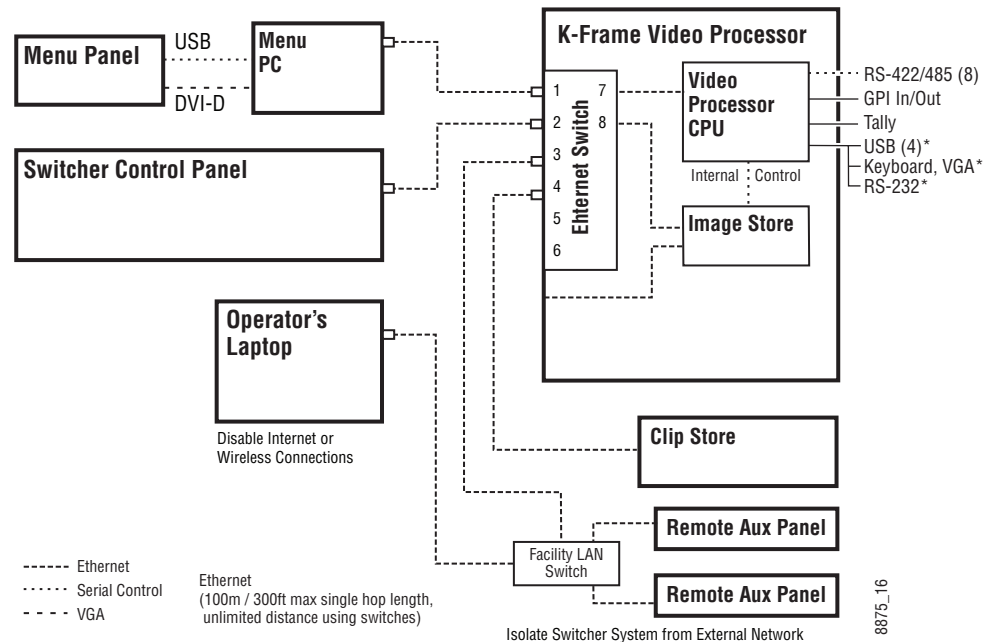 Menu Panel
USB
DVI-D
Menu
PC
K-Frame Video Processor
1
2
3
4
5
6
7
8
Ehternet Switch
Video
Processor
CPU
Internal Control
Image Store
RS-422/485 (8)
GPI In/Out
Tally
USB (4)*
Keyboard, VGA*
RS-232*
Switcher Control Panel
Operator's
Laptop
Disable Internet or
Wireless Connections
Clip Store
Remote Aux Panel
Facility LAN
Switch
Remote Aux Panel
Isolate Switcher System from External Network
Ethernet
Serial Control
VGA
Ethernet
(100m / 300ft max single hop length,
unlimited distance using switches)
8875_16